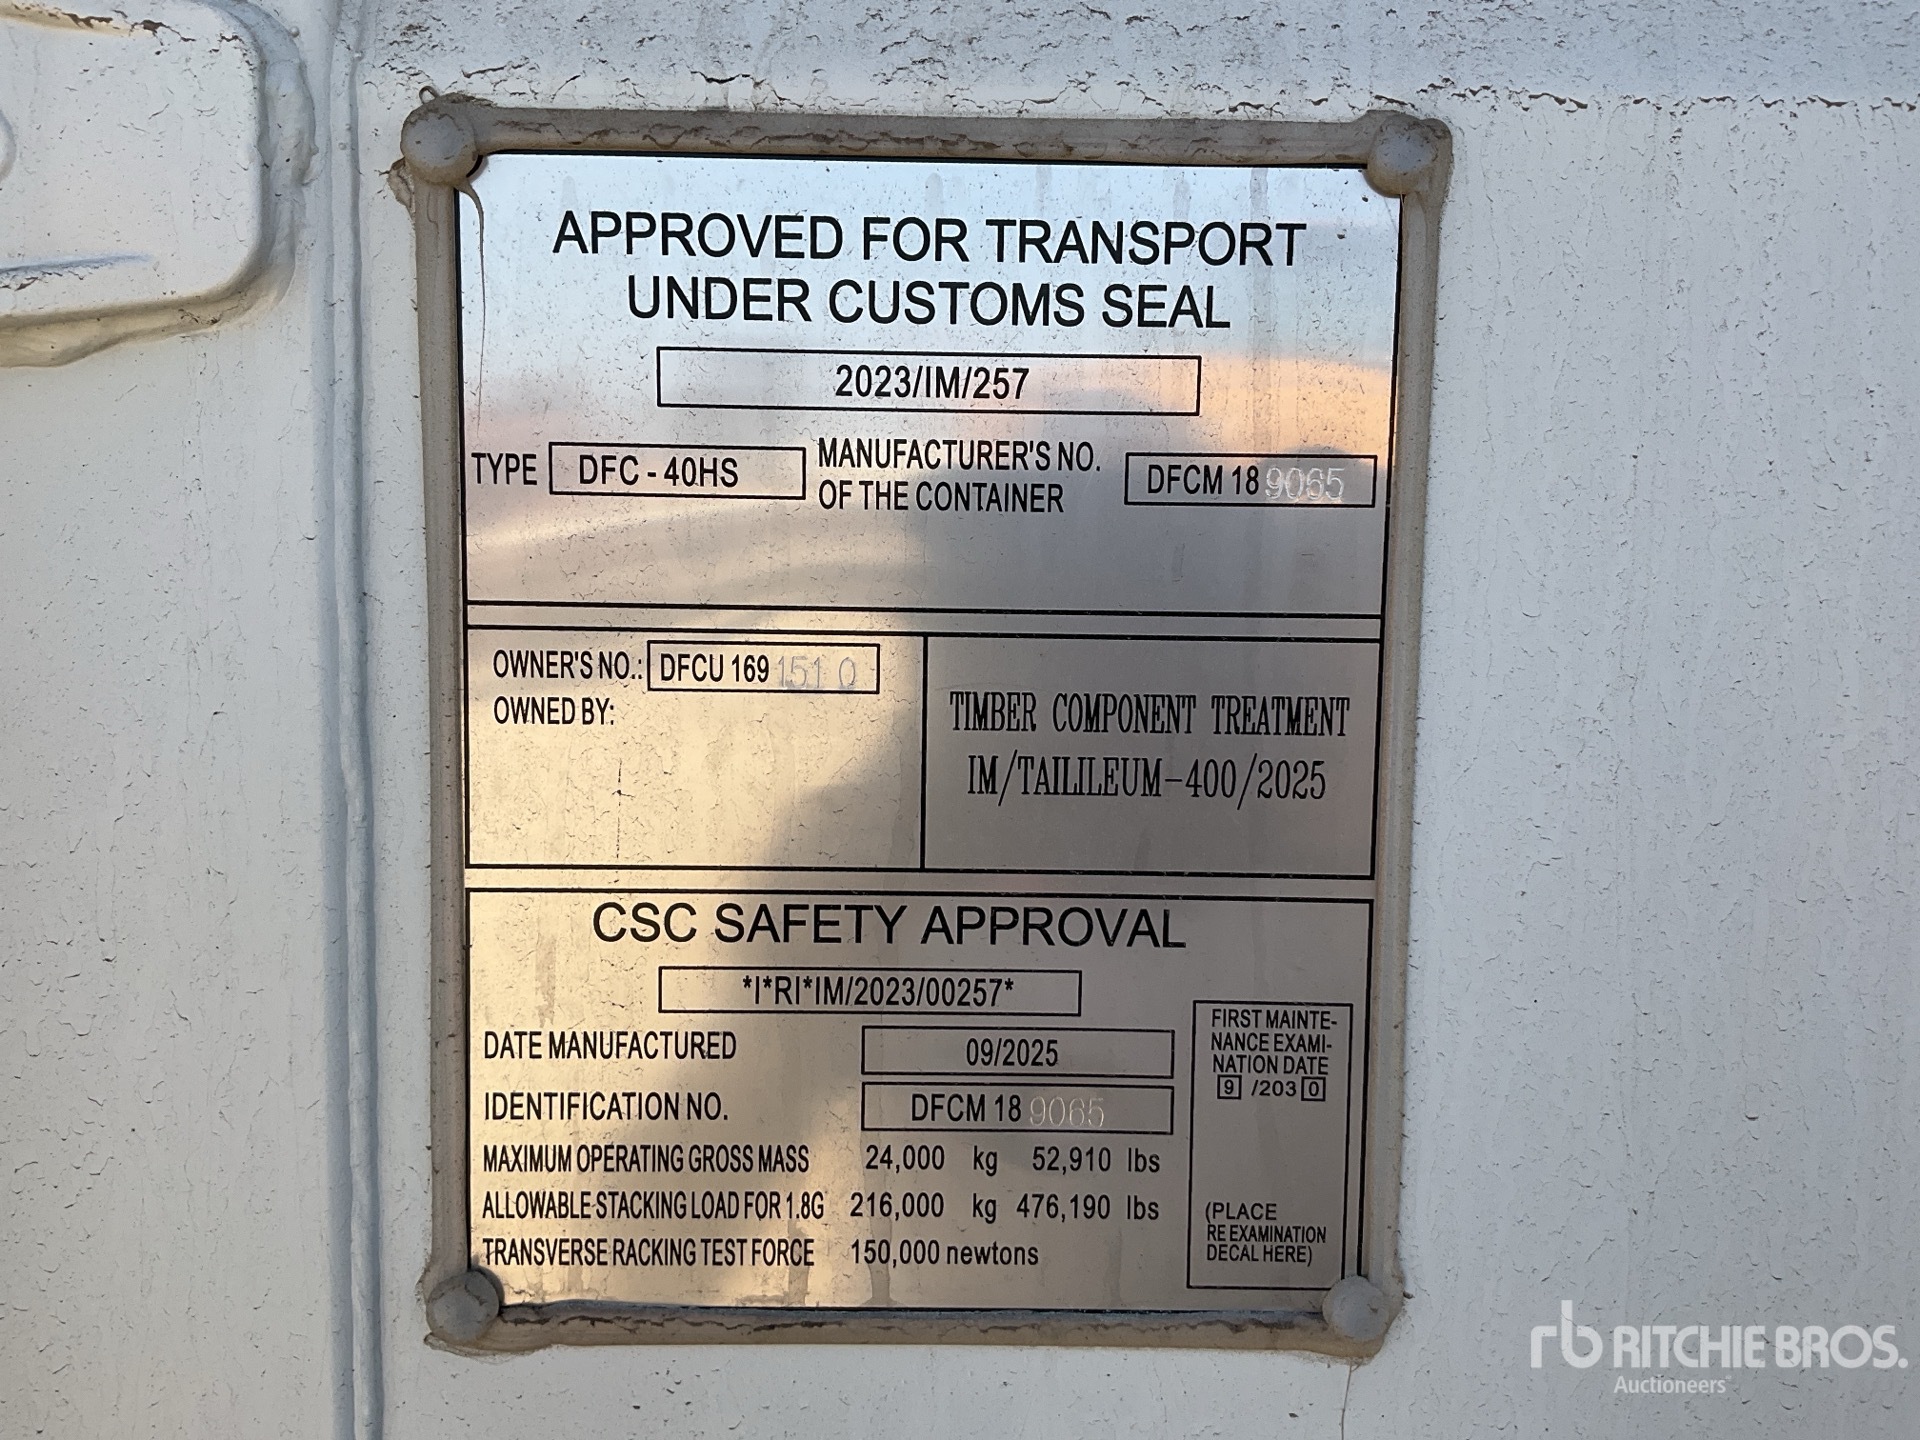 APPROVED FOR TRANSPORT
UNDER CUSTOMS SEAL
2023/IM/257
TYPE DFC - 40HS MANUFACTURER'S NO. OF THE CONTAINER DFCM 18 9065
OWNER'S NO.: DFCU 169 151 0
OWNED BY:
TIMBER COMPONENT TREATMENT
IM/TAILILEUM-400/2025
CSC SAFETY APPROVAL
*I*RI*IM/2023/00257*
DATE MANUFACTURED 09/2025
IDENTIFICATION NO. DFCM 18 9065
MAXIMUM OPERATING GROSS MASS 24,000 kg 52,910 lbs
ALLOWABLE STACKING LOAD FOR 1.8G 216,000 kg 476,190 lbs
TRANSVERSE RACKING TEST FORCE 150,000 newtons
FIRST MAINTE-
NANCE EXAMI-
NATION DATE
9 /203 0
(PLACE
RE EXAMINATION
DECAL HERE)
rb RITCHIE BROS.
Auctioneers